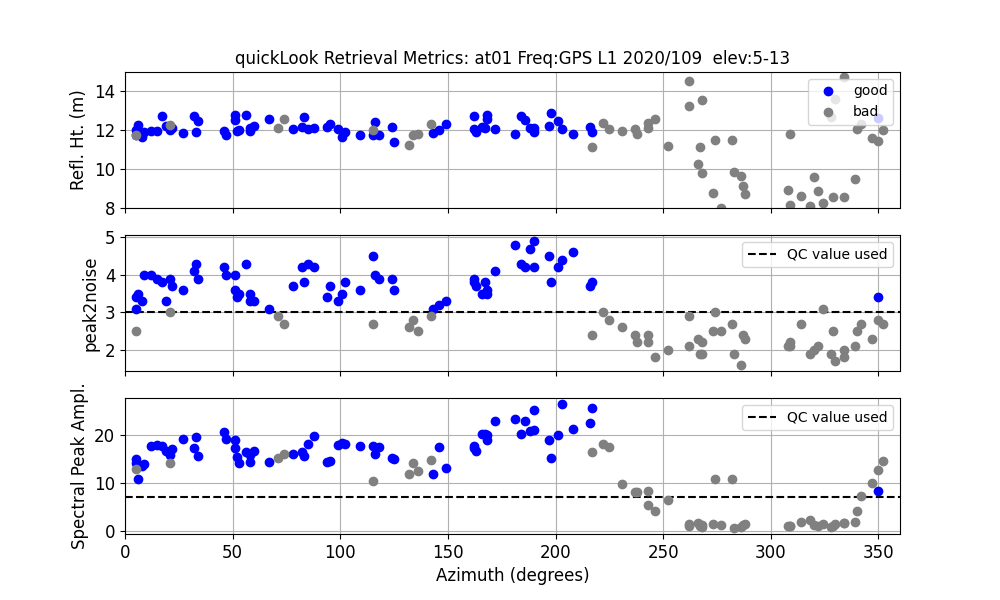 quickLook Retrieval Metrics: at01 Freq:GPS L1 2020/109  elev:5-13
Refl. Ht. (m)
14
12
10
8
good
bad
peak2noise
5
4
3
2
QC value used
Spectral Peak Ampl.
20
10
0
QC value used
0 50 100 150 200 250 300 350
Azimuth (degrees)